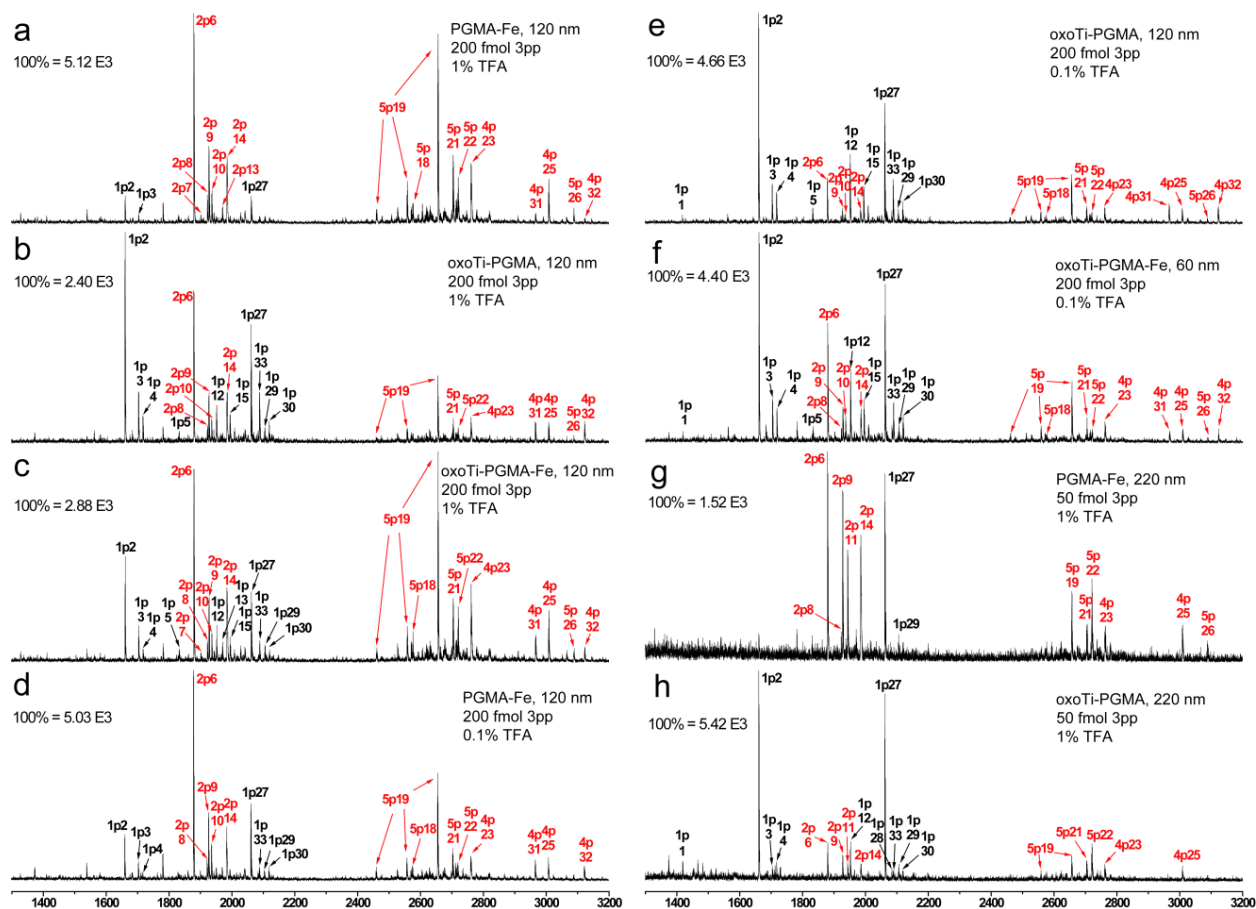 a
100% = 5.12 E3
PGMA-Fe, 120 nm
200 fmol 3pp
1% TFA
1p2
1p3
2p6
2p7
2p8
2p
9
2p
10
2p
14
2p13
1p27
5p19
5p
18
5p
21
5p
22
4p
23
4p
31
4p
25
5p
26
4p
32
b
100% = 2.40 E3
oxoTi-PGMA, 120 nm
200 fmol 3pp
1% TFA
1p2
1p
3
1p
4
1p5
2p6
2p9
2p10
2p8
1p
12
2p
14
1p
15
1p27
1p
33
1p
29
1p
30
5p19
5p
21
5p22
4p23
4p
31
4p
25
5p
26
4p
32
c
100% = 2.88 E3
oxoTi-PGMA-Fe, 120 nm
200 fmol 3pp
1% TFA
1p2
1p
3
1p
4
1p
5
2p6
2p
7
2p
8
2p
9
2p
10
1p
12
2p
14
1p
13
1p
15
1p27
1p
33
1p29
1p30
5p19
5p18
5p
21
5p22
4p23
4p
31
4p
25
5p
26
4p
32
d
100% = 5.03 E3
PGMA-Fe, 120 nm
200 fmol 3pp
0.1% TFA
1p2
1p3
1p4
2p6
2p
8
2p9
2p
10
2p
14
1p27
1p
33
1p29
1p30
5p19
5p18
5p
21
5p
22
4p
23
4p
31
4p
25
4p
32
1400 1600 1800 2000 2200 2400 2600 2800 3000 3200
e
100% = 4.66 E3
oxoTi-PGMA, 120 nm
200 fmol 3pp
0.1% TFA
1p
1
1p2
1p
3
1p
4
1p
5
2p6
2p
9
2p
10
1p
12
2p
14
1p
15
1p27
1p
33
1p
29
1p30
5p19
5p
18
5p
21
5p
22
4p23
4p31
4p25
5p26
4p32
f
100% = 4.40 E3
oxoTi-PGMA-Fe, 60 nm
200 fmol 3pp
0.1% TFA
1p
1
1p2
1p
3
1p
4
1p5
2p6
2p8
2p
9
2p
10
1p12
2p
14
1p
15
1p27
1p
33
1p
29
1p
30
5p
19
5p18
5p
21
5p
22
4p
23
4p
31
4p
25
5p
26
4p
32
g
100% = 1.52 E3
PGMA-Fe, 220 nm
50 fmol 3pp
1% TFA
2p6
2p8
2p9
2p
11
2p
14
1p27
1p29
5p
19
5p
21
5p
22
4p
23
4p
25
5p
26
h
100% = 5.42 E3
oxoTi-PGMA, 220 nm
50 fmol 3pp
1% TFA
1p
1
1p2
1p
3
1p
4
2p
6
2p
9
2p
11
1p
12
2p14
1p
28
1p27
1p
33
1p
29
1p
30
5p19
5p21
5p22
4p23
4p25
1400 1600 1800 2000 2200 2400 2600 2800 3000 3200